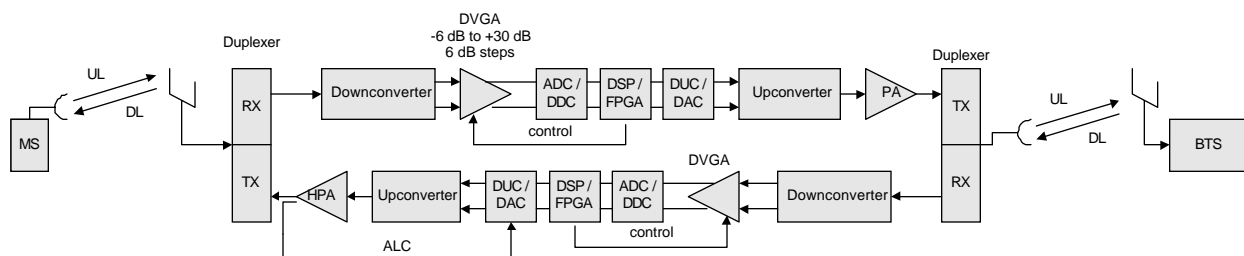 DVGA
-6 dB to +30 dB
6 dB steps
Duplexer
Duplexer
UL
DL
MS
RX
Downconverter
ADC /
DDC
DSP /
FPGA
DUC /
DAC
Upconverter
PA
TX
control
UL
DL
BTS
TX
HPA
Upconverter
DUC /
DAC
DSP /
FPGA
ADC /
DDC
DVGA
Downconverter
RX
control
ALC